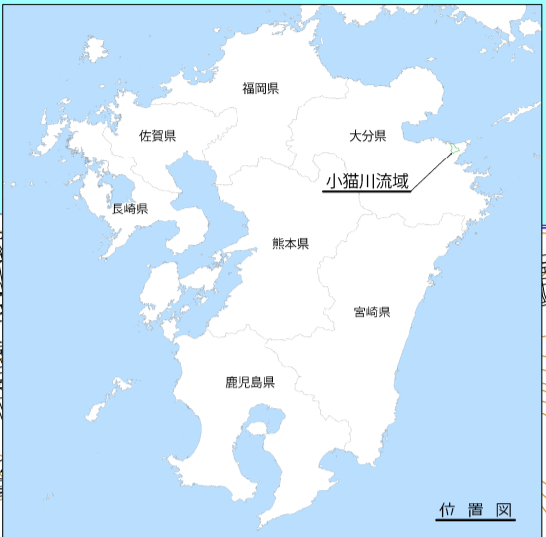 福岡県
佐賀県
大分県
小猫川流域
長崎県
熊本県
宮崎県
鹿児島県
位置図